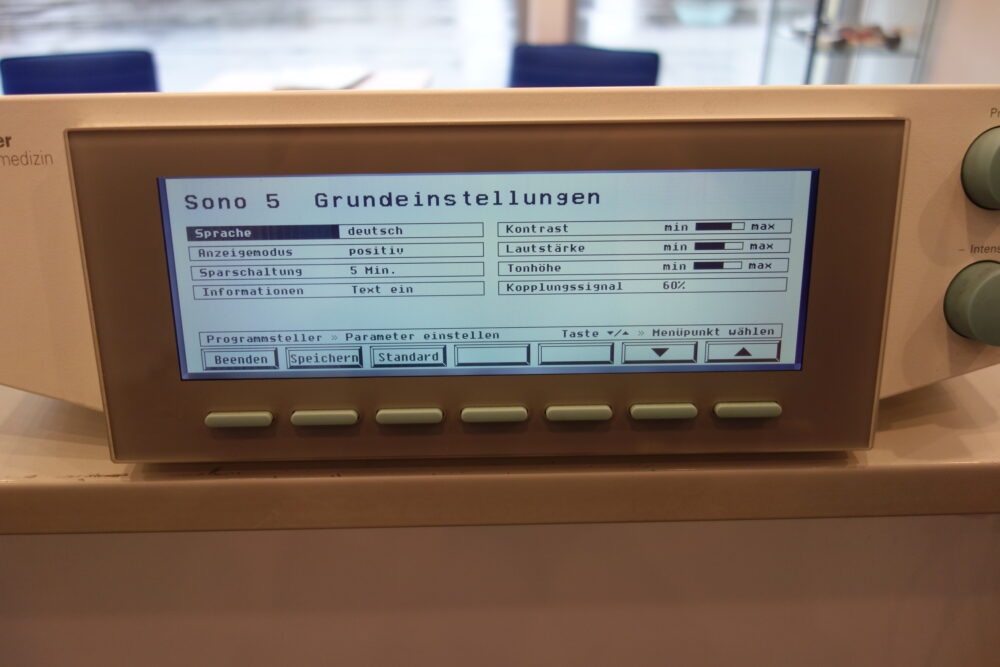 er
medizin
Sono 5 Grundeinstellungen
Sprache deutsch
Anzeigemodus positiv
Sparschaltung 5 Min.
Informationen Text ein
Kontrast min max
Lautstärke min max
Tonhöhe min max
Kopplungssignal 60%
Programmsteller » Parameter einstellen Taste ▾/▴ » Menüpunkt wählen
Beenden Speichern Standard ▼ ▲
P
– Intens